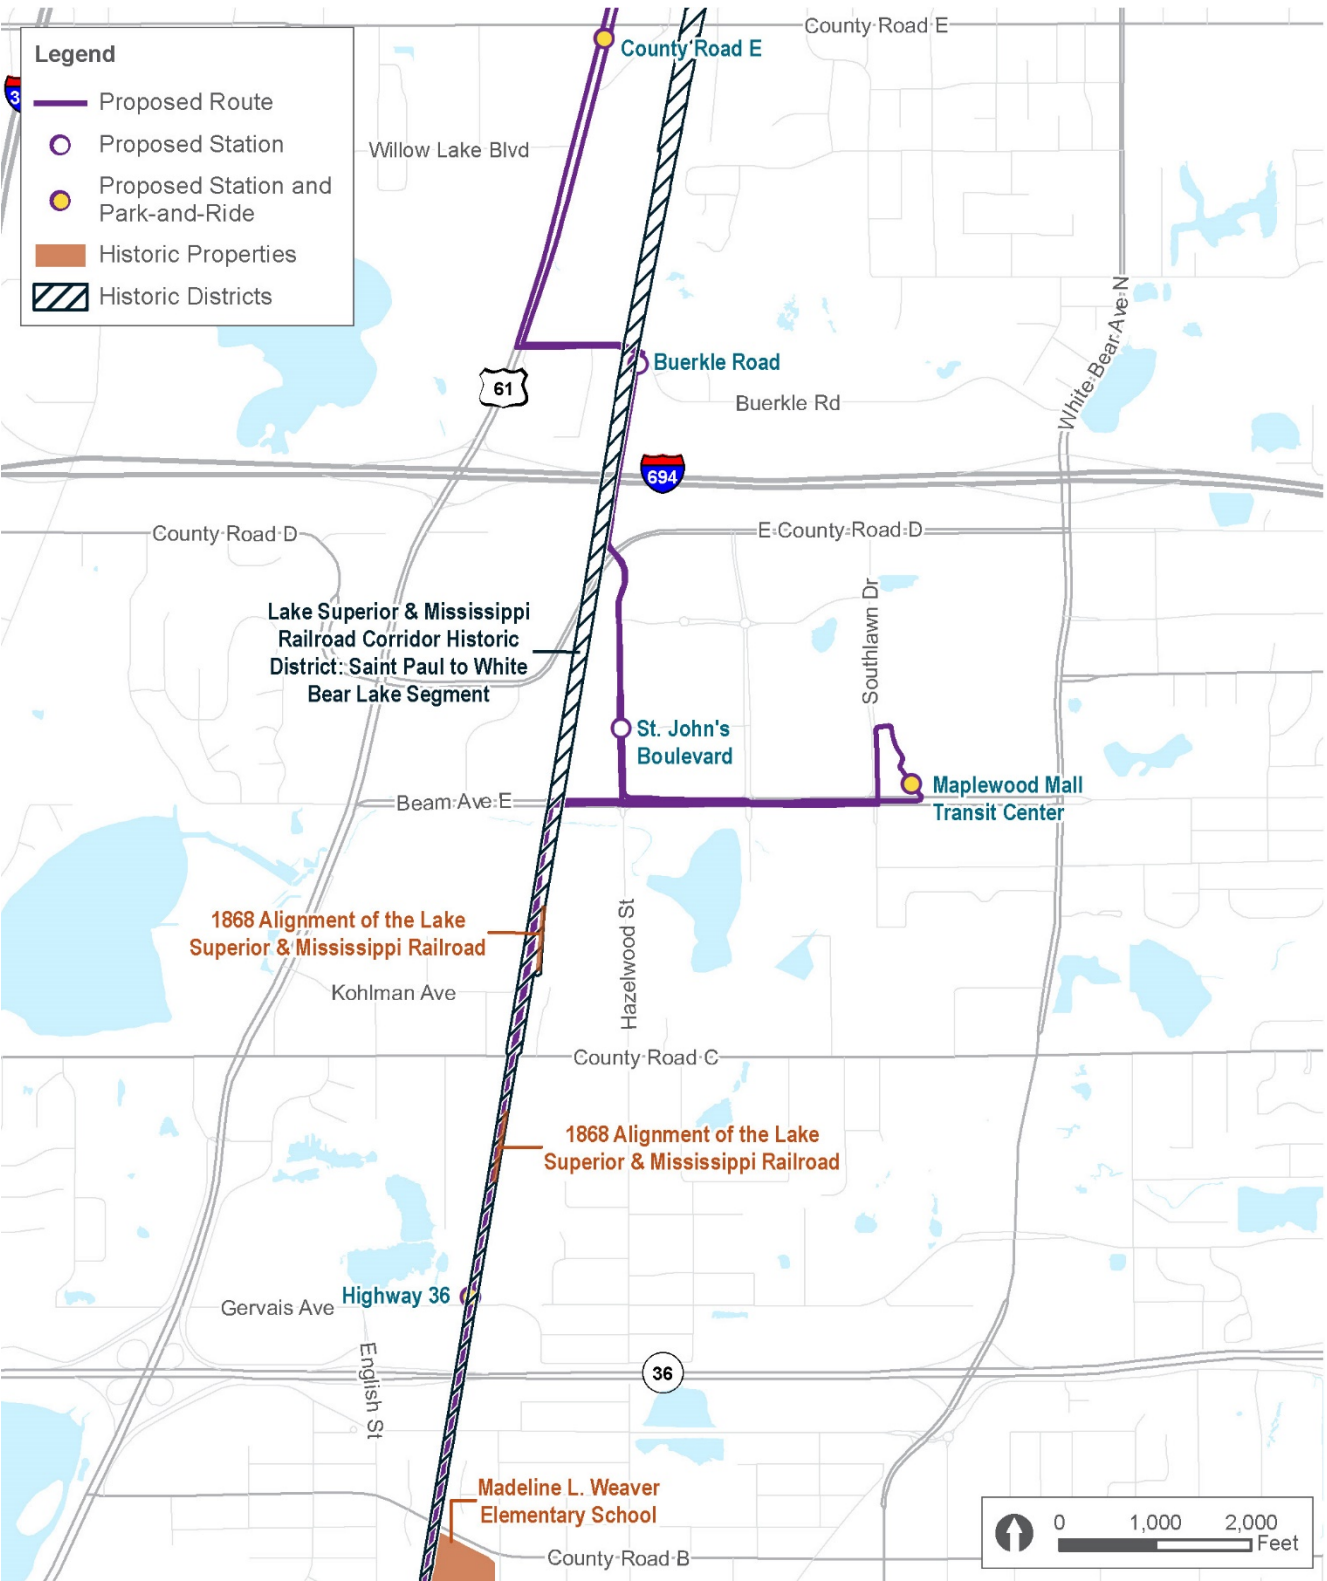 County Road E
Legend
County Road E
3
Proposed Route
Proposed Station
Willow Lake Blvd
Proposed Station and
Park-and-Ride
Historic Properties
Historic Districts
White Bear Ave N
Buerkle Road
61
Buerkle Rd
694
County Road D
E County Road D
Lake Superior & Mississippi
Railroad Corridor Historic
District: Saint Paul to White
Bear Lake Segment
Southlawn Dr
St. John's
Boulevard
Maplewood Mall
Transit Center
Beam Ave E
1868 Alignment of the Lake
Superior & Mississippi Railroad
Hazelwood St
Kohlman Ave
County Road C
1868 Alignment of the Lake
Superior & Mississippi Railroad
Highway 36
Gervais Ave
English St
36
Madeline L. Weaver
Elementary School
County Road B
0 1,000 2,000
Feet